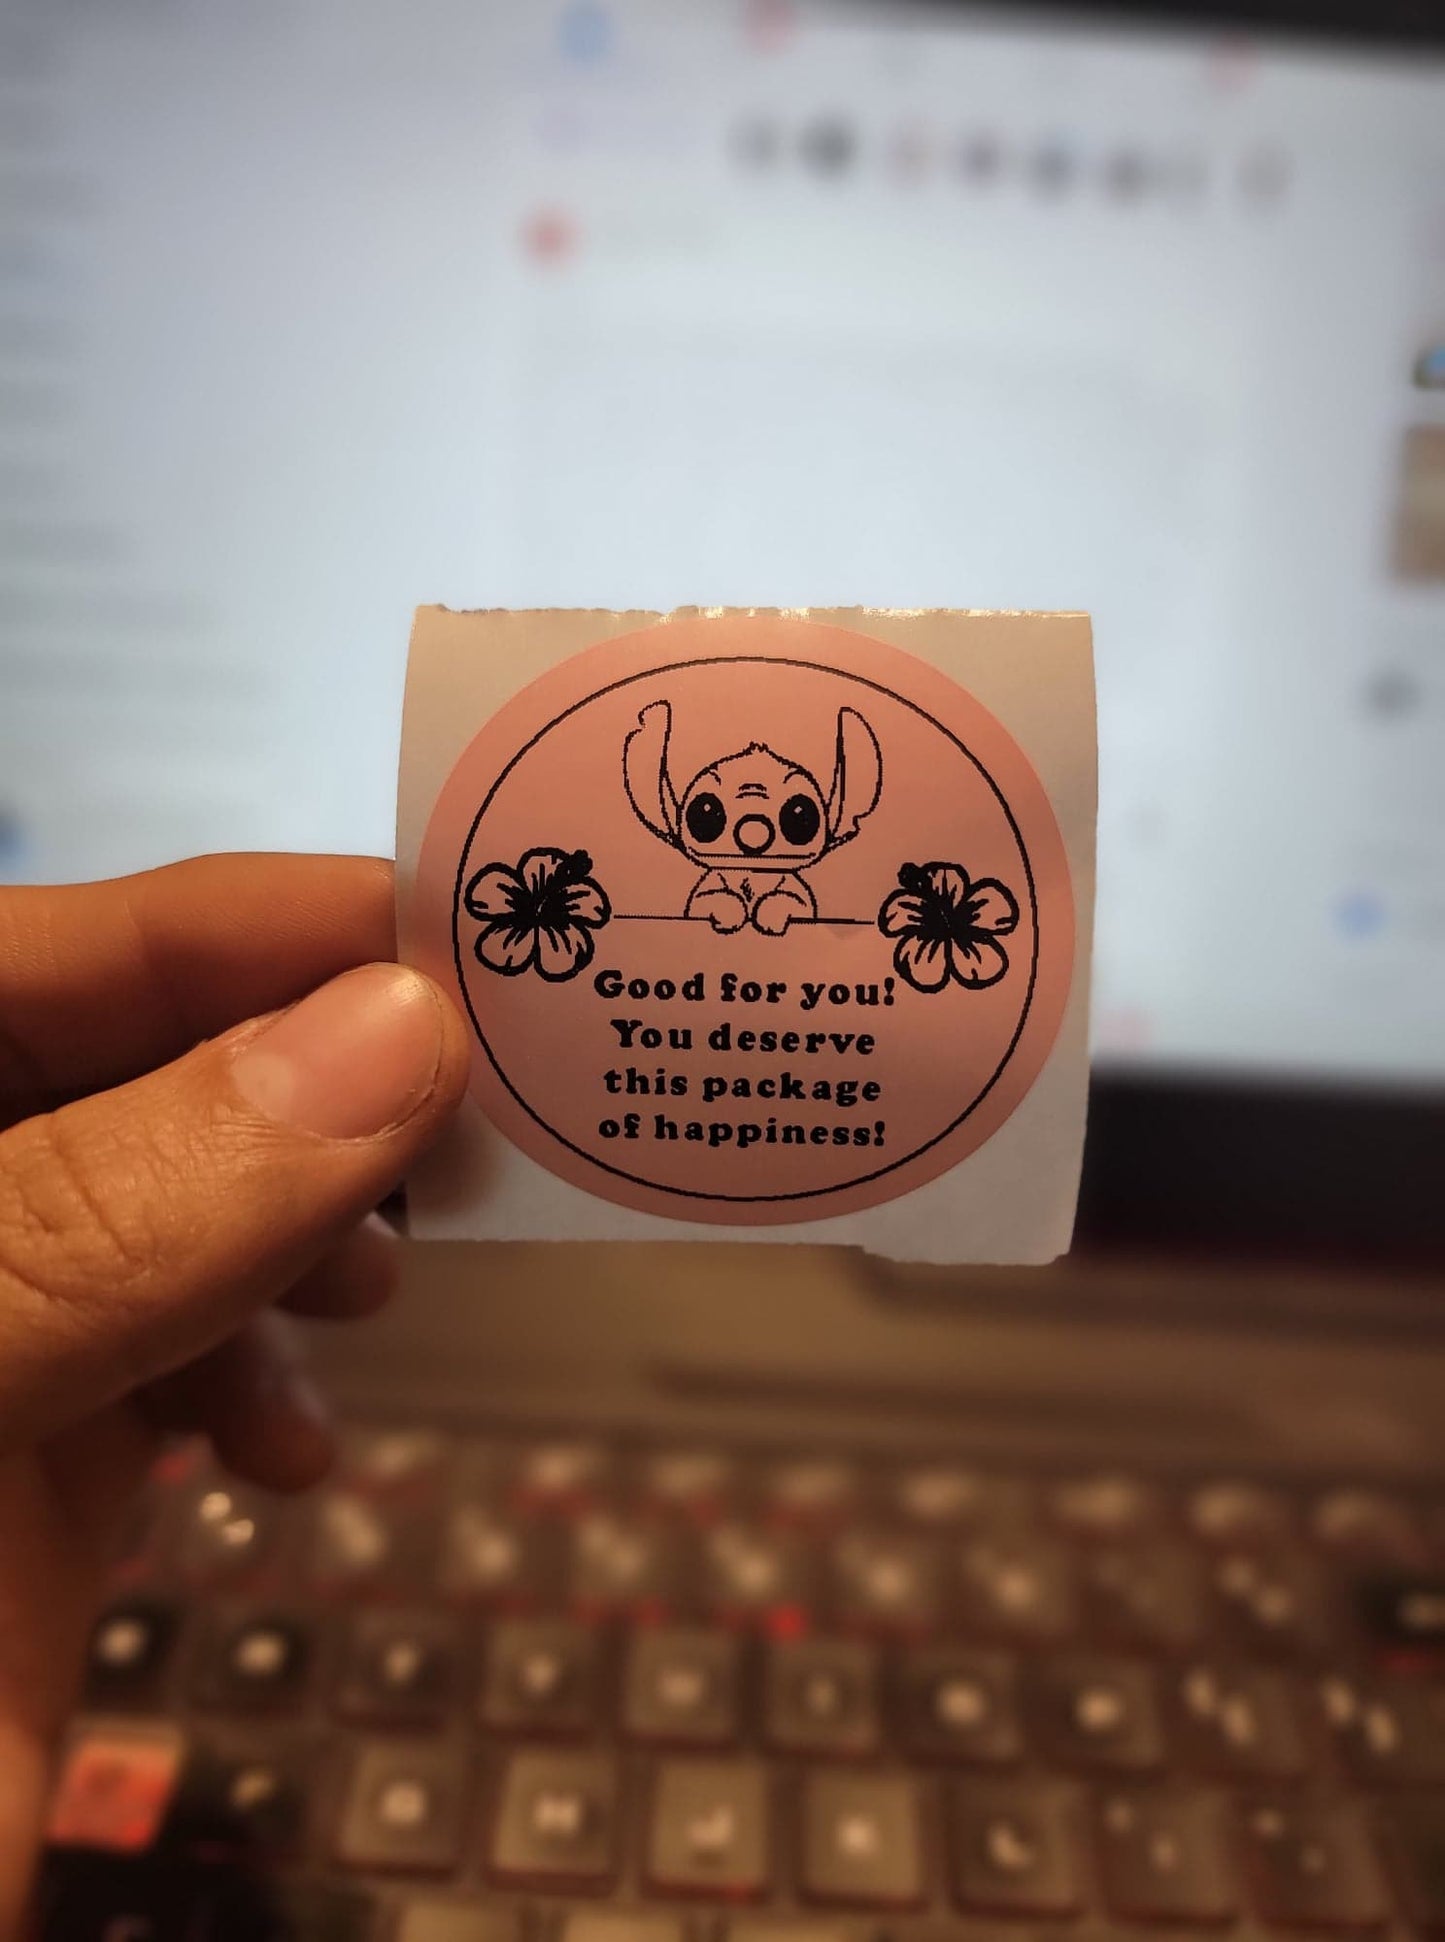 Good for you!
You deserve
this package
of happiness!